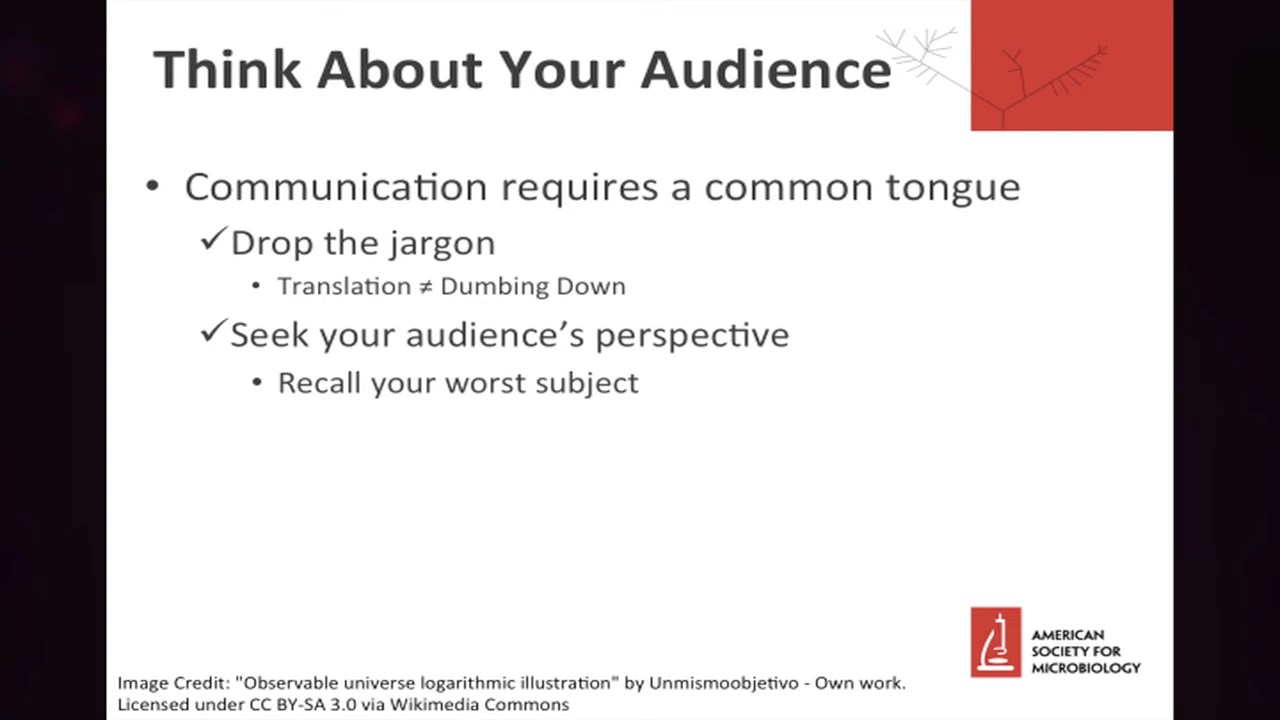 Think About Your Audience
• Communication requires a common tongue
✓Drop the jargon
• Translation ≠ Dumbing Down
✓Seek your audience’s perspective
• Recall your worst subject
AMERICAN
SOCIETY FOR
MICROBIOLOGY
Image Credit: "Observable universe logarithmic illustration" by Unmismoobjetivo - Own work.
Licensed under CC BY-SA 3.0 via Wikimedia Commons